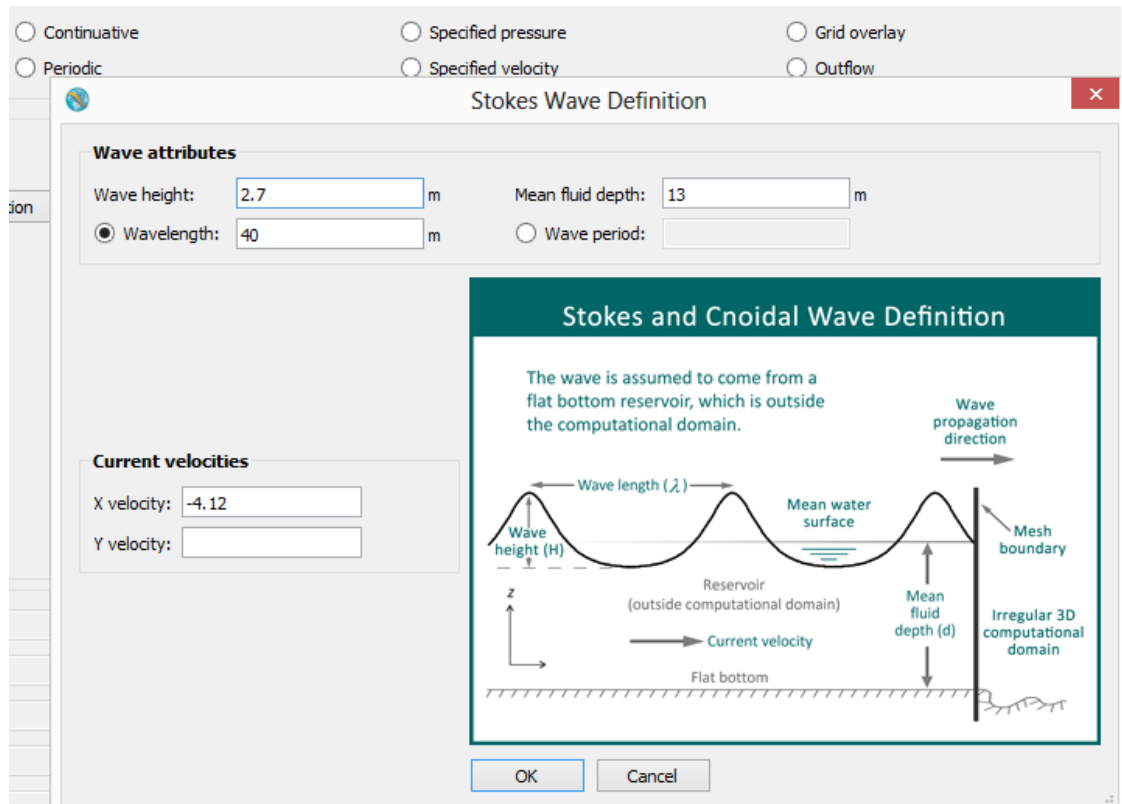 Continuative
Specified pressure
Grid overlay
Periodic
Specified velocity
Outflow
Stokes Wave Definition
Wave attributes
Wave height: 2.7 m
Mean fluid depth: 13 m
Wavelength: 40 m
Wave period:
Stokes and Cnoidal Wave Definition
The wave is assumed to come from a
flat bottom reservoir, which is outside
the computational domain.
Wave
propagation
direction
Wave length (λ)
Mean water
surface
Wave
height (H)
Mesh
boundary
z
Reservoir
(outside computational domain)
Mean
fluid
depth (d)
Irregular 3D
computational
domain
Current velocity
Flat bottom
Current velocities
X velocity: -4.12
Y velocity:
OK
Cancel